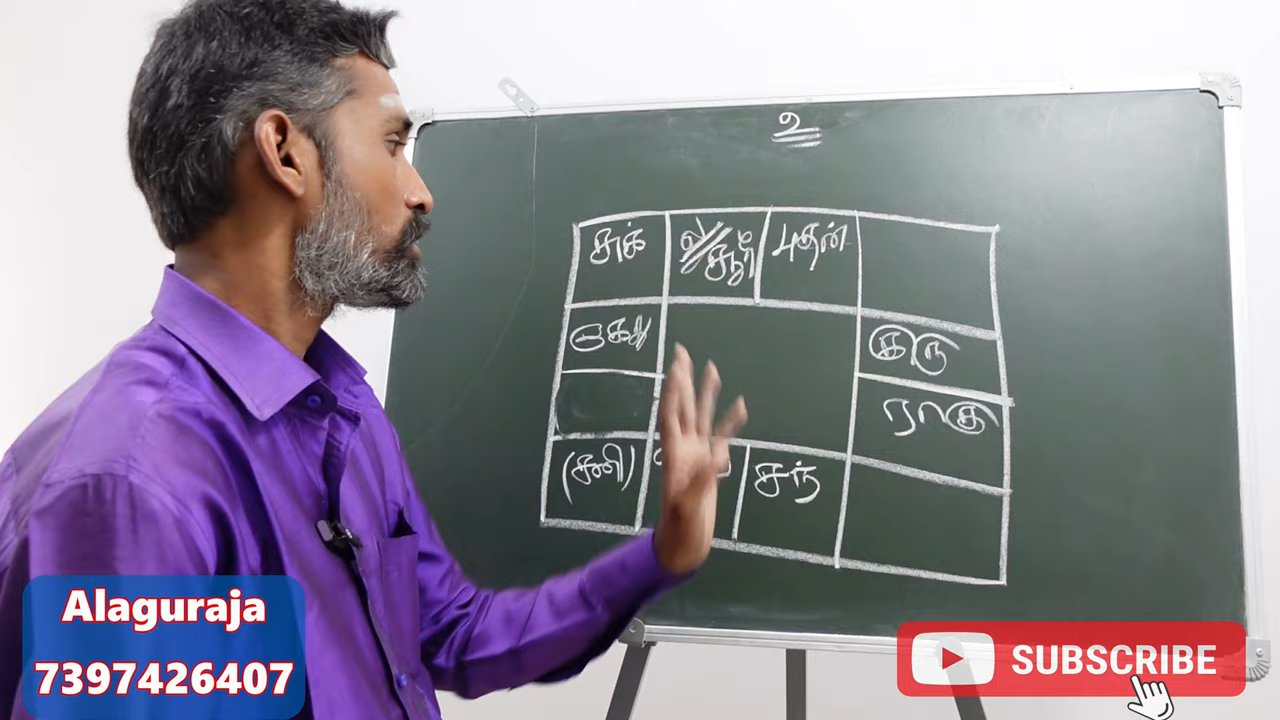 உ
சுக்
ல/
சூரி
புதன்
கேது
குரு
ராகு
(சனி)
சந்
Alaguraja
7397426407
SUBSCRIBE